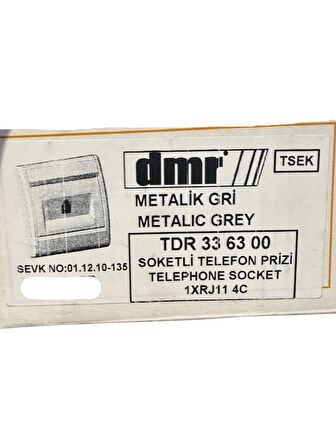 dmr
TSEK
METALİK GRİ
METALIC GREY
TDR 33 63 00
SEVK NO:01.12.10-135
SOKETLİ TELEFON PRİZİ
TELEPHONE SOCKET
1XRJ11 4C